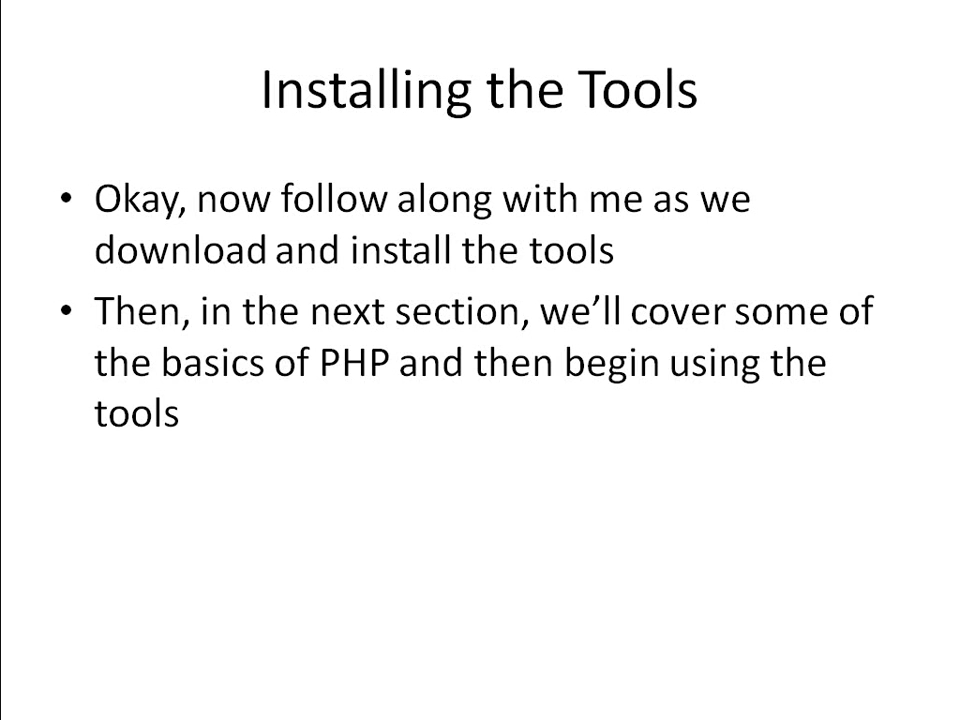 Installing the Tools
• Okay, now follow along with me as we
download and install the tools
• Then, in the next section, we’ll cover some of
the basics of PHP and then begin using the
tools